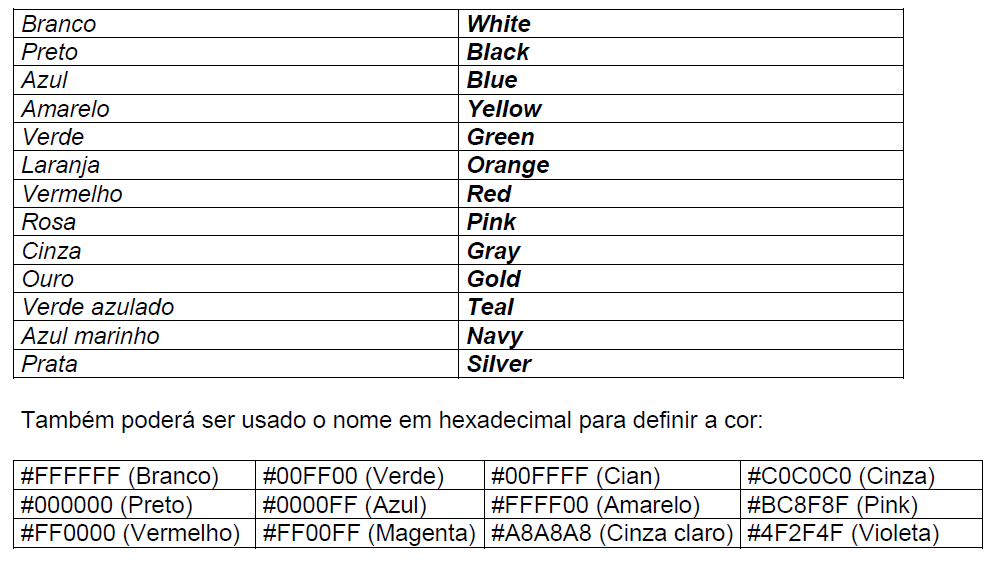 Branco White
Preto Black
Azul Blue
Amarelo Yellow
Verde Green
Laranja Orange
Vermelho Red
Rosa Pink
Cinza Gray
Ouro Gold
Verde azulado Teal
Azul marinho Navy
Prata Silver
Também poderá ser usado o nome em hexadecimal para definir a cor:
#FFFFFF (Branco) #00FF00 (Verde) #00FFFF (Cian) #C0C0C0 (Cinza)
#000000 (Preto) #0000FF (Azul) #FFFF00 (Amarelo) #BC8F8F (Pink)
#FF0000 (Vermelho) #FF00FF (Magenta) #A8A8A8 (Cinza claro) #4F2F4F (Violeta)